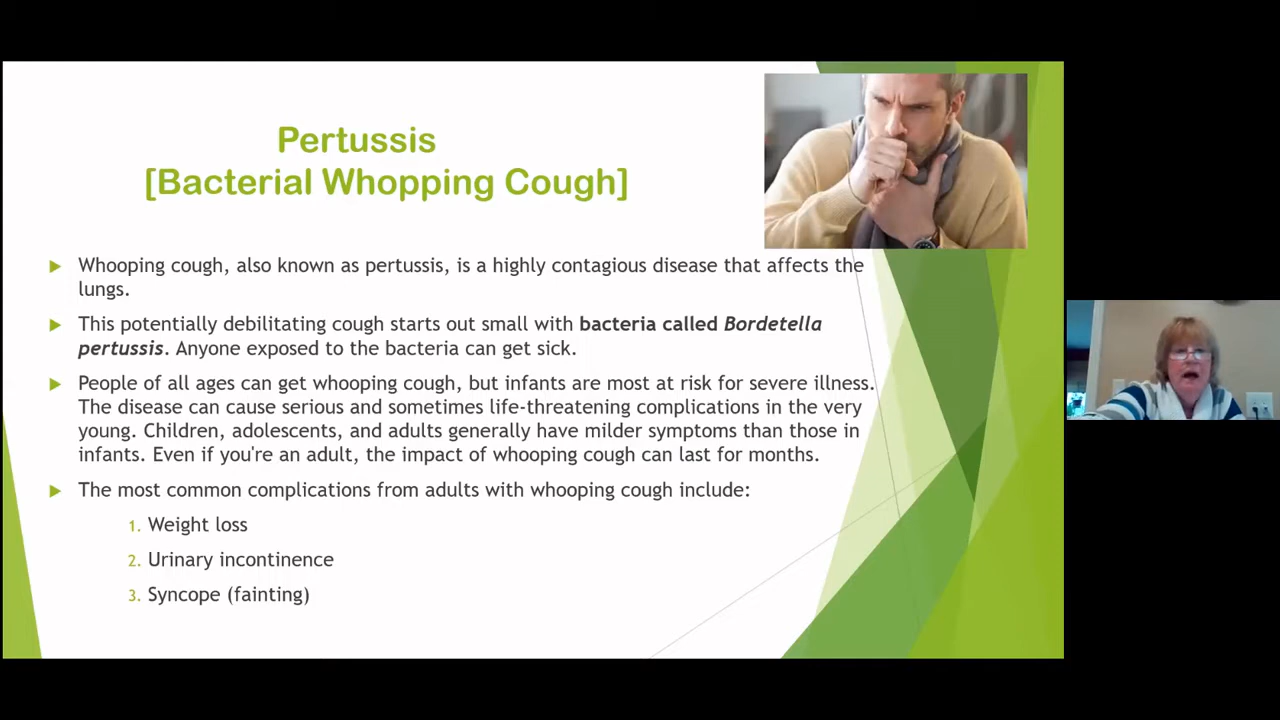 Pertussis
[Bacterial Whopping Cough]
Whooping cough, also known as pertussis, is a highly contagious disease that affects the
lungs.
This potentially debilitating cough starts out small with bacteria called Bordetella
pertussis. Anyone exposed to the bacteria can get sick.
People of all ages can get whooping cough, but infants are most at risk for severe illness.
The disease can cause serious and sometimes life-threatening complications in the very
young. Children, adolescents, and adults generally have milder symptoms than those in
infants. Even if you're an adult, the impact of whooping cough can last for months.
The most common complications from adults with whooping cough include:
1. Weight loss
2. Urinary incontinence
3. Syncope (fainting)